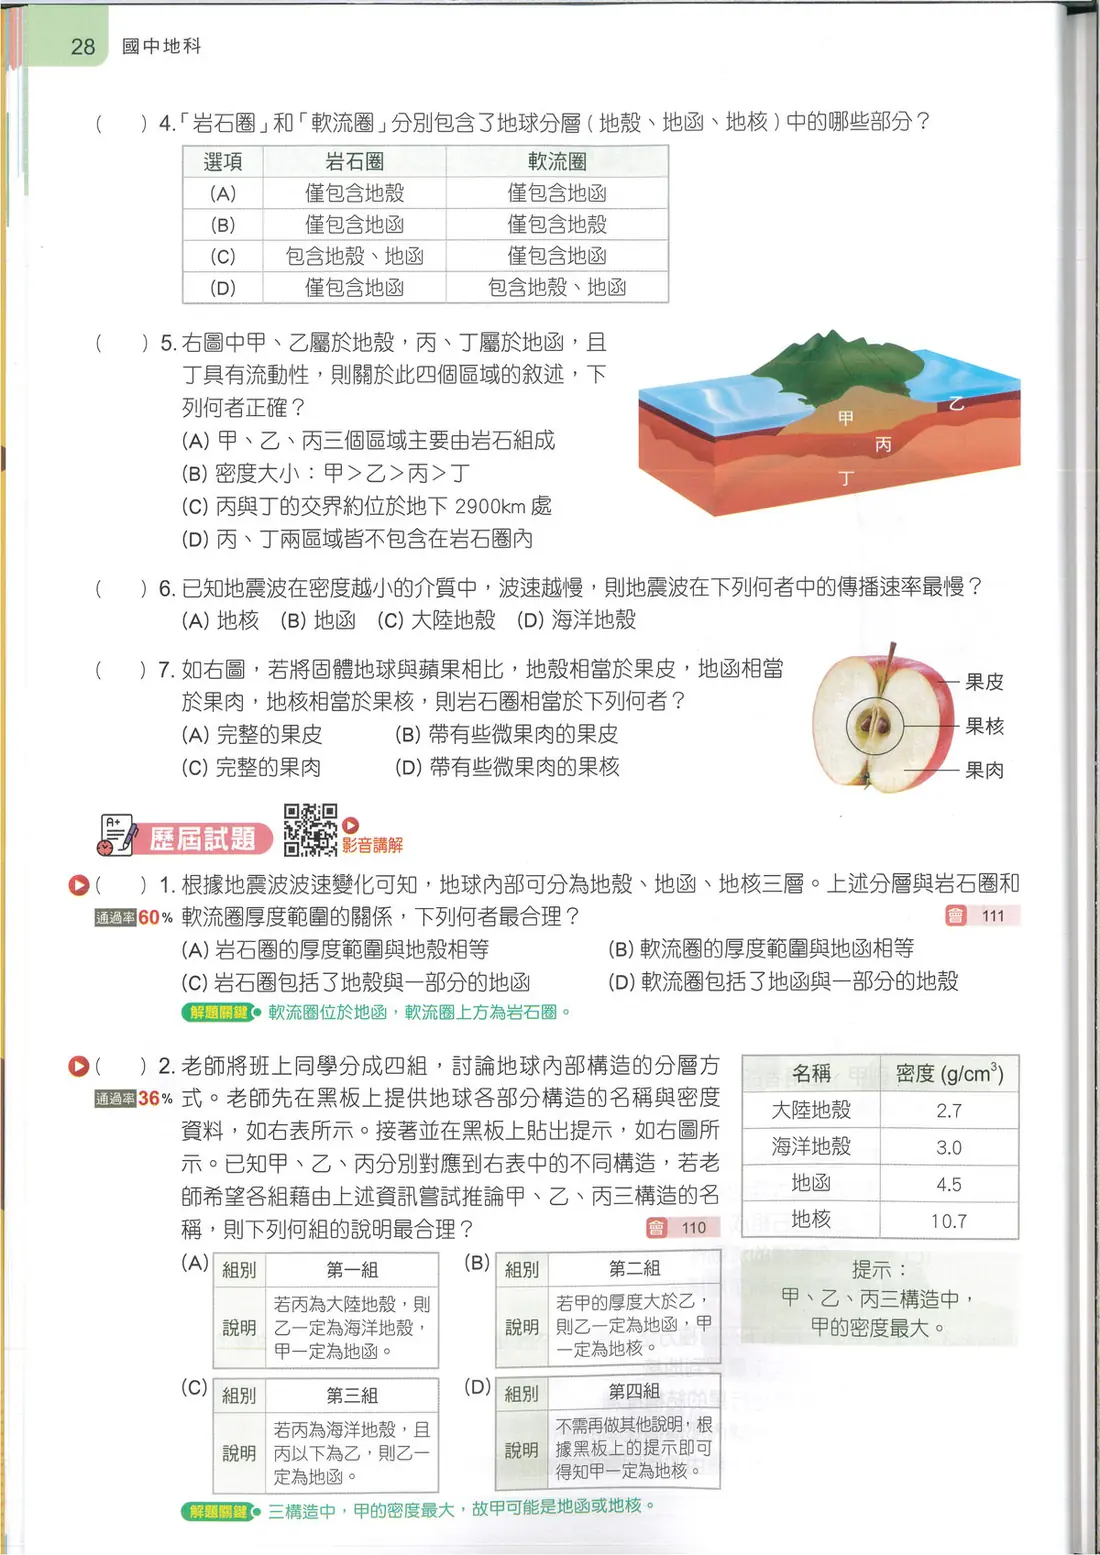 28 國中地科
( ) 4.「岩石圈」和「軟流圈」分別包含了地球分層(地殼、地函、地核)中的哪些部分?
選項 岩石圈 軟流圈
(A) 僅包含地殼 僅包含地函
(B) 僅包含地函 僅包含地殼
(C) 包含地殼、地函 僅包含地函
(D) 僅包含地函 包含地殼、地函
( ) 5. 右圖中甲、乙屬於地殼,丙、丁屬於地函,且
丁具有流動性,則關於此四個區域的敘述,下
列何者正確?
(A) 甲、乙、丙三個區域主要由岩石組成
(B) 密度大小:甲>乙>丙>丁
(C) 丙與丁的交界約位於地下 2900km 處
(D) 丙、丁兩區域皆不包含在岩石圈內
甲
乙
丙
丁
( ) 6. 已知地震波在密度越小的介質中,波速越慢,則地震波在下列何者中的傳播速率最慢?
(A) 地核 (B) 地函 (C) 大陸地殼 (D) 海洋地殼
( ) 7. 如右圖,若將固體地球與蘋果相比,地殼相當於果皮,地函相當
於果肉,地核相當於果核,則岩石圈相當於下列何者?
(A) 完整的果皮 (B) 帶有些微果肉的果皮
(C) 完整的果肉 (D) 帶有些微果肉的果核
果皮
果核
果肉
A+
歷屆試題
影音講解
( ) 1. 根據地震波波速變化可知,地球內部可分為地殼、地函、地核三層。上述分層與岩石圈和
通過率60% 軟流圈厚度範圍的關係,下列何者最合理? 會 111
(A) 岩石圈的厚度範圍與地殼相等 (B) 軟流圈的厚度範圍與地函相等
(C) 岩石圈包括了地殼與一部分的地函 (D) 軟流圈包括了地函與一部分的地殼
解題關鍵 軟流圈位於地函,軟流圈上方為岩石圈。
( ) 2. 老師將班上同學分成四組,討論地球內部構造的分層方
通過率36% 式。老師先在黑板上提供地球各部分構造的名稱與密度
資料,如右表所示。接著並在黑板上貼出提示,如右圖所
示。已知甲、乙、丙分別對應到右表中的不同構造,若老
師希望各組藉由上述資訊嘗試推論甲、乙、丙三構造的名
稱,則下列何組的說明最合理? 會 110
名稱 密度 (g/cm³)
大陸地殼 2.7
海洋地殼 3.0
地函 4.5
地核 10.7
提示:
甲、乙、丙三構造中,
甲的密度最大。
(A) 組別 第一組
說明 若丙為大陸地殼,則
乙一定為海洋地殼,
甲一定為地函。
(B) 組別 第二組
說明 若甲的厚度大於乙,
則乙一定為地函,甲
一定為地核。
(C) 組別 第三組
說明 若丙為海洋地殼,且
丙以下為乙,則乙一
定為地函。
(D) 組別 第四組
說明 不需再做其他說明,根
據黑板上的提示即可
得知甲一定為地核。
解題關鍵 三構造中,甲的密度最大,故甲可能是地函或地核。